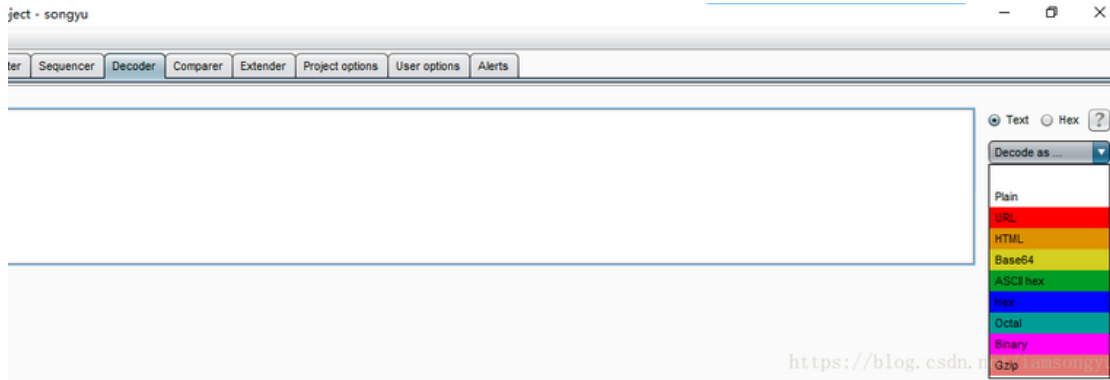 ject - songyu
ter Sequencer Decoder Comparer Extender Project options User options Alerts
Text Hex ?
Decode as ...
Plain
URL
HTML
Base64
ASCII hex
Hex
Octal
Binary
Gzip
https://blog.csdn.n